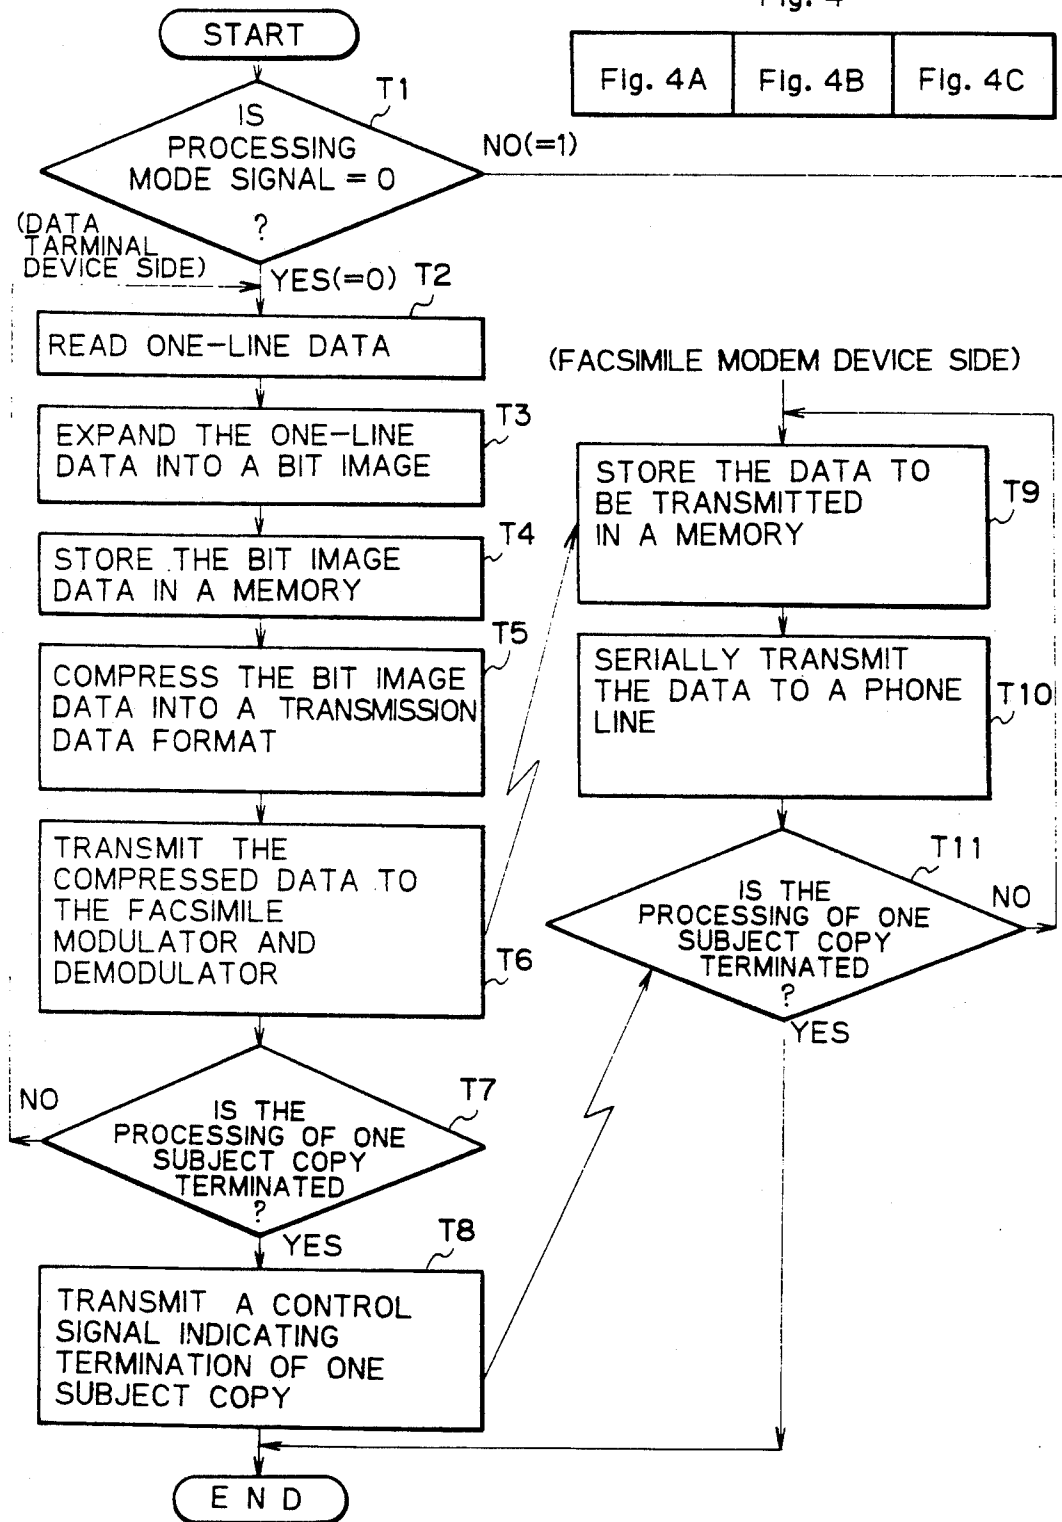 Fig. 4
START
Fig. 4A
Fig. 4B
Fig. 4C
T1
IS
PROCESSING
MODE SIGNAL = 0
?
NO(=1)
(DATA
TARMINAL
DEVICE SIDE)
YES(=0)
T2
READ ONE-LINE DATA
T3
EXPAND THE ONE-LINE
DATA INTO A BIT IMAGE
T4
STORE THE BIT IMAGE
DATA IN A MEMORY
T5
COMPRESS THE BIT IMAGE
DATA INTO A TRANSMISSION
DATA FORMAT
TRANSMIT THE
COMPRESSED DATA TO
THE FACSIMILE
MODULATOR AND
DEMODULATOR
T6
NO
T7
IS THE
PROCESSING OF ONE
SUBJECT COPY
TERMINATED
?
YES
T8
TRANSMIT A CONTROL
SIGNAL INDICATING
TERMINATION OF ONE
SUBJECT COPY
END
(FACSIMILE MODEM DEVICE SIDE)
STORE THE DATA TO
BE TRANSMITTED
IN A MEMORY
T9
SERIALLY TRANSMIT
THE DATA TO A PHONE
LINE
T10
T11
IS THE
PROCESSING OF ONE
SUBJECT COPY
TERMINATED
?
NO
YES